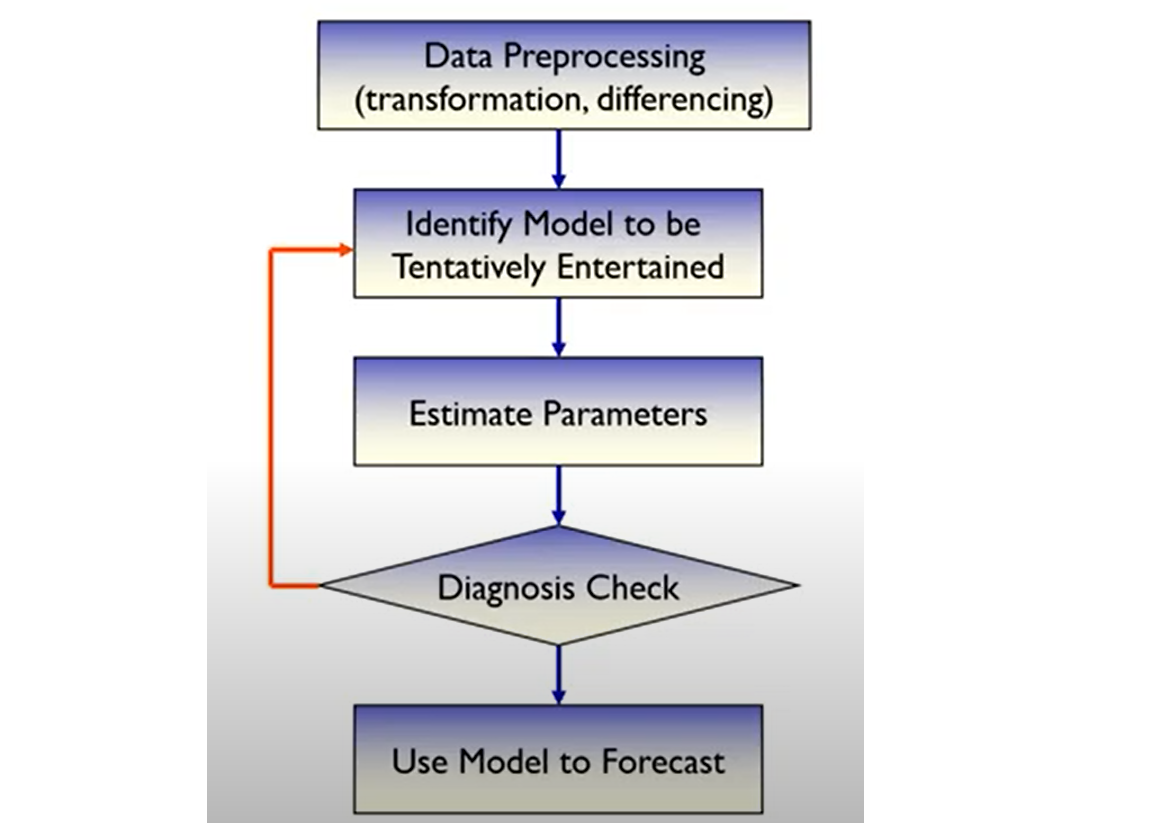 Data Preprocessing
(transformation, differencing)
Identify Model to be
Tentatively Entertained
Estimate Parameters
Diagnosis Check
Use Model to Forecast